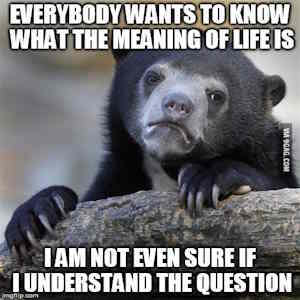 EVERYBODY WANTS TO KNOW
WHAT THE MEANING OF LIFE IS
VIA 9GAG.COM
I AM NOT EVEN SURE IF
I UNDERSTAND THE QUESTION
imgflip.com